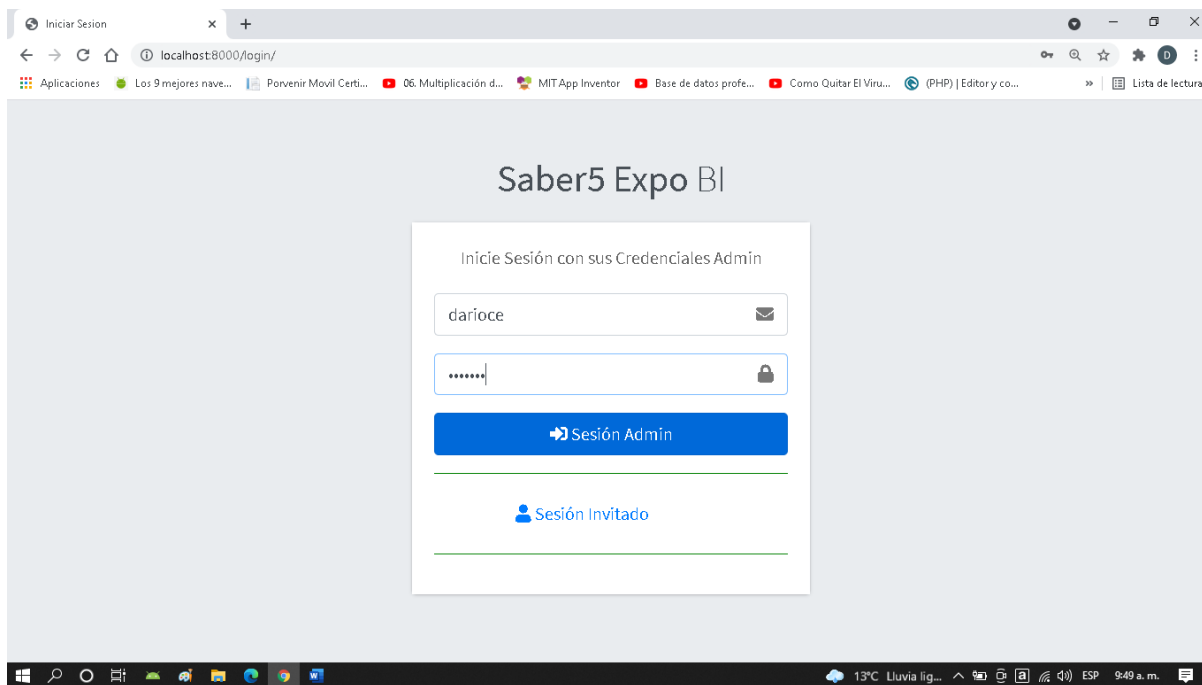 Iniciar Sesion
localhost:8000/login/
D
Aplicaciones Los 9 mejores nave... Porvenir Movil Certi... 06. Multiplicación d... MIT App Inventor Base de datos profe... Como Quitar El Viru... (PHP) | Editor y co... » Lista de lectura
Saber5 Expo BI
Inicie Sesión con sus Credenciales Admin
darioce
•••••••
Sesión Admin
Sesión Invitado
13°C Lluvia lig... a ESP 9:49 a. m.